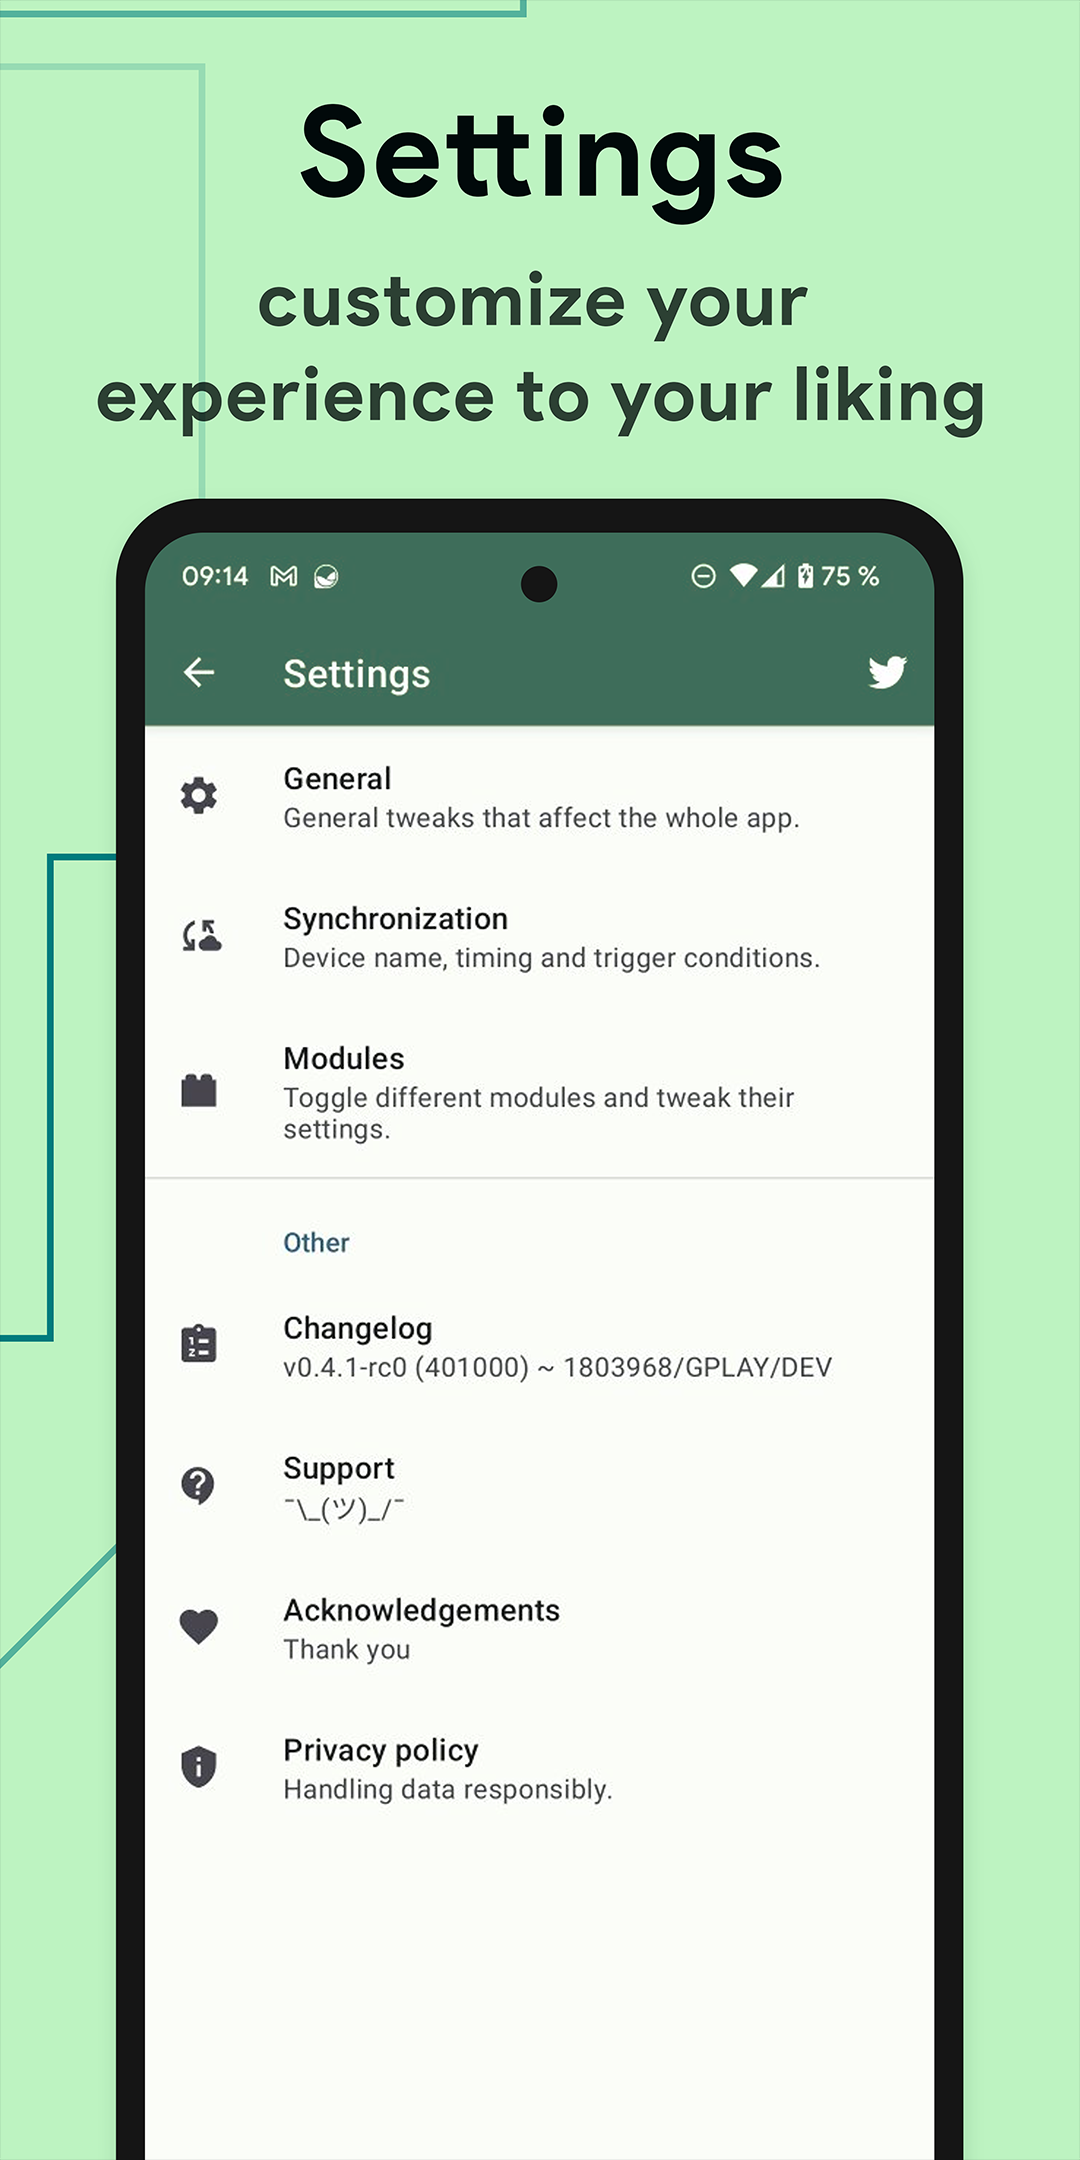 Settings
customize your
experience to your liking
09:14
75 %
Settings
General
General tweaks that affect the whole app.
Synchronization
Device name, timing and trigger conditions.
Modules
Toggle different modules and tweak their
settings.
Other
Changelog
v0.4.1-rc0 (401000) ~ 1803968/GPLAY/DEV
Support
¯\_(ツ)_/¯
Acknowledgements
Thank you
Privacy policy
Handling data responsibly.